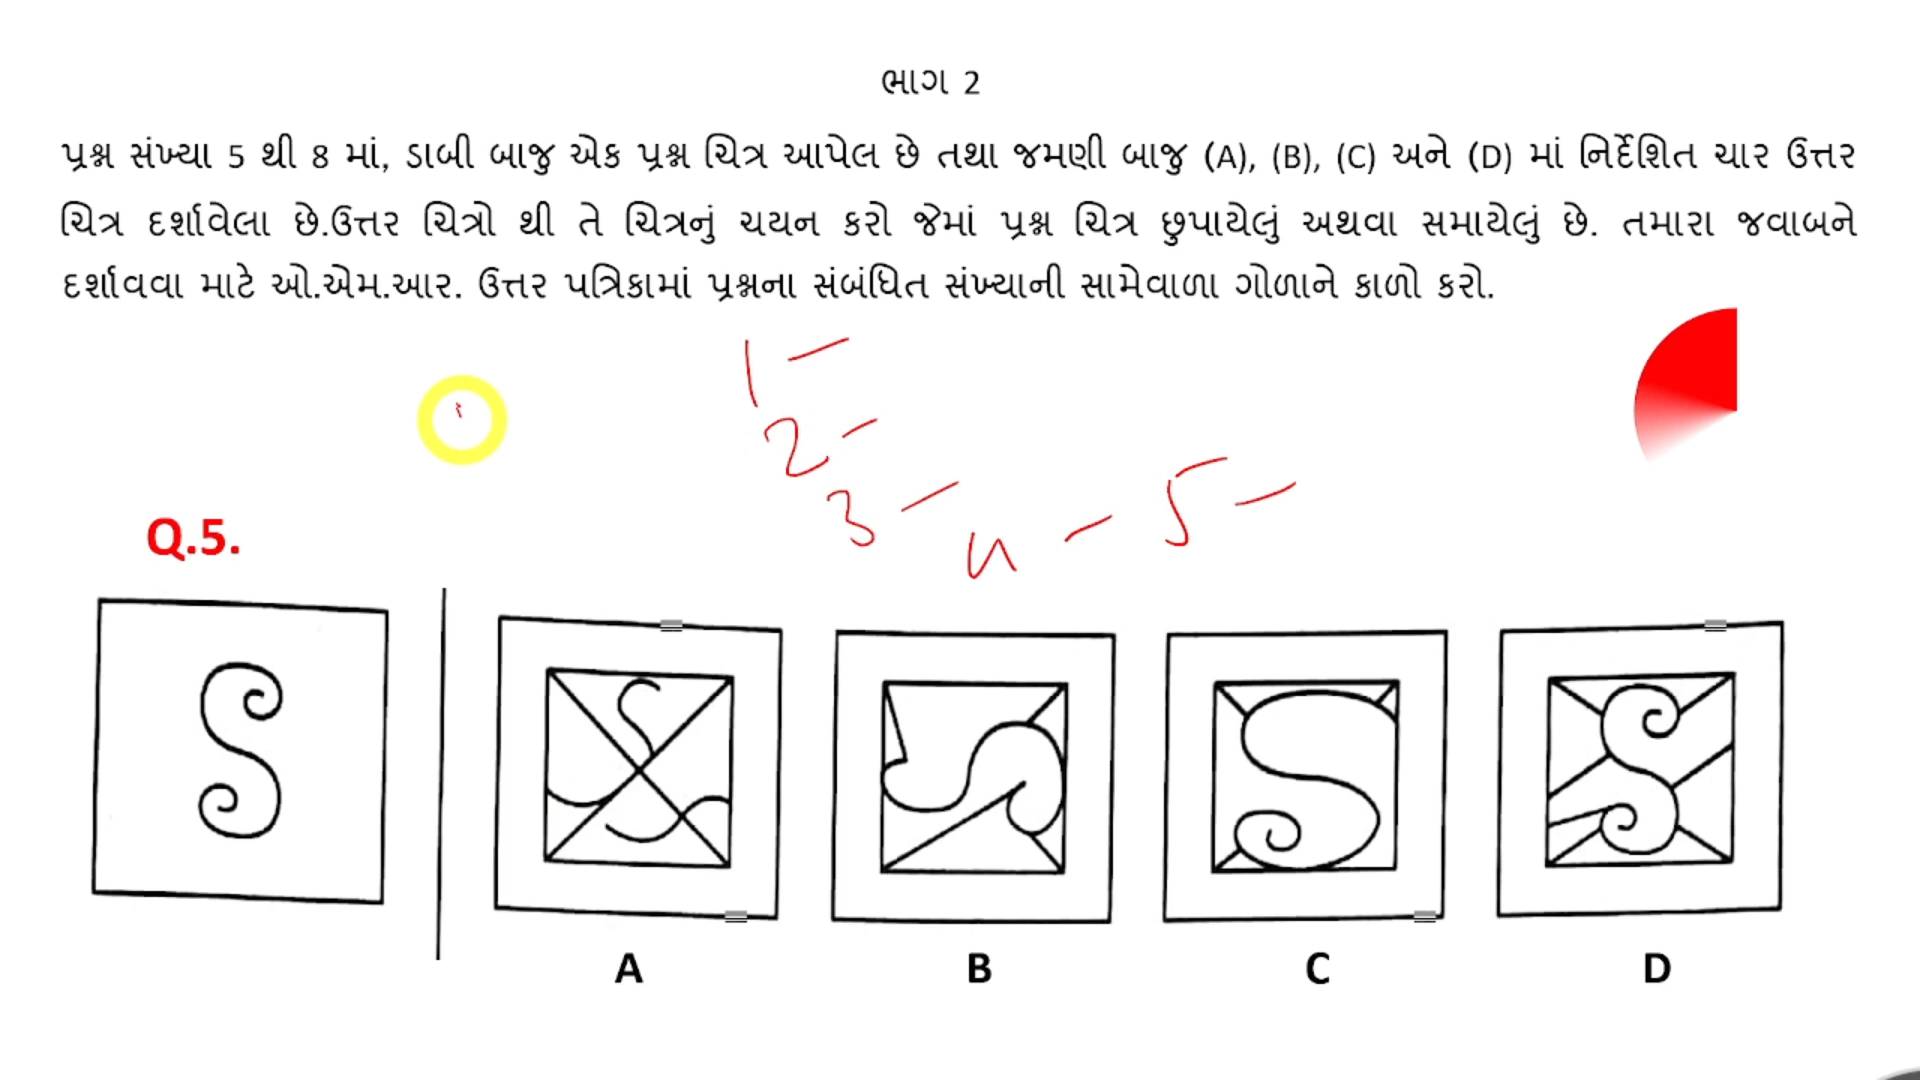 ભાગ 2
પ્રશ્ન સંખ્યા 5 થી 8 માં, ડાબી બાજુ એક પ્રશ્ન ચિત્ર આપેલ છે તથા જમણી બાજુ (A), (B), (C) અને (D) માં નિર્દેશિત ચાર ઉત્તર
ચિત્ર દર્શાવેલા છે.ઉત્તર ચિત્રો થી તે ચિત્રનું ચયન કરો જેમાં પ્રશ્ન ચિત્ર છુપાયેલું અથવા સમાયેલું છે. તમારા જવાબને
દર્શાવવા માટે ઓ.એમ.આર. ઉત્તર પત્રિકામાં પ્રશ્નના સંબંધિત સંખ્યાની સામેવાળા ગોળાને કાળો કરો.
1 -
2 -
3 -
5 -
Q.5.
A B C D